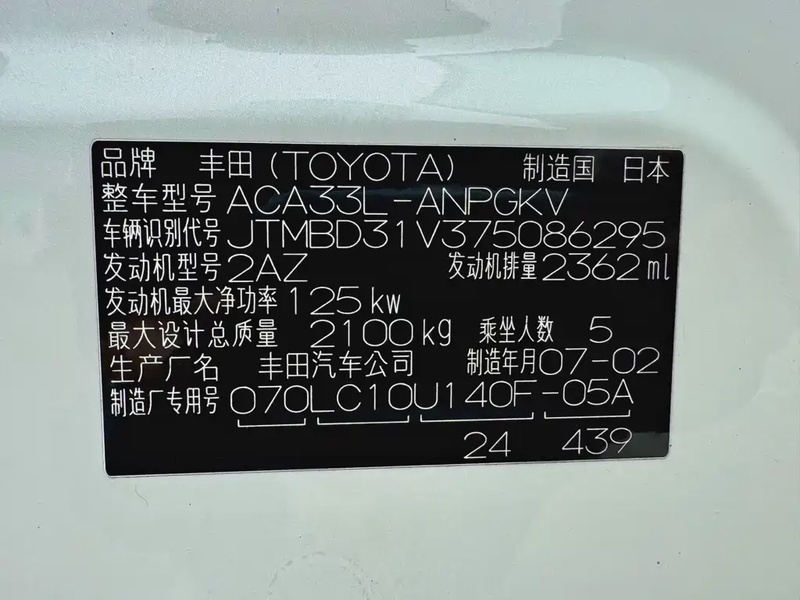 品牌 丰田(TOYOTA) 制造国 日本
整车型号 ACA33L-ANPGKV
车辆识别代号 JTMBD31V375086295
发动机型号 2AZ 发动机排量 2362 ml
发动机最大净功率 125 kw
最大设计总质量 2100 kg 乘坐人数 5
生产厂名 丰田汽车公司 制造年月 07-02
制造厂专用号 070LC10U140F-05A
24 439